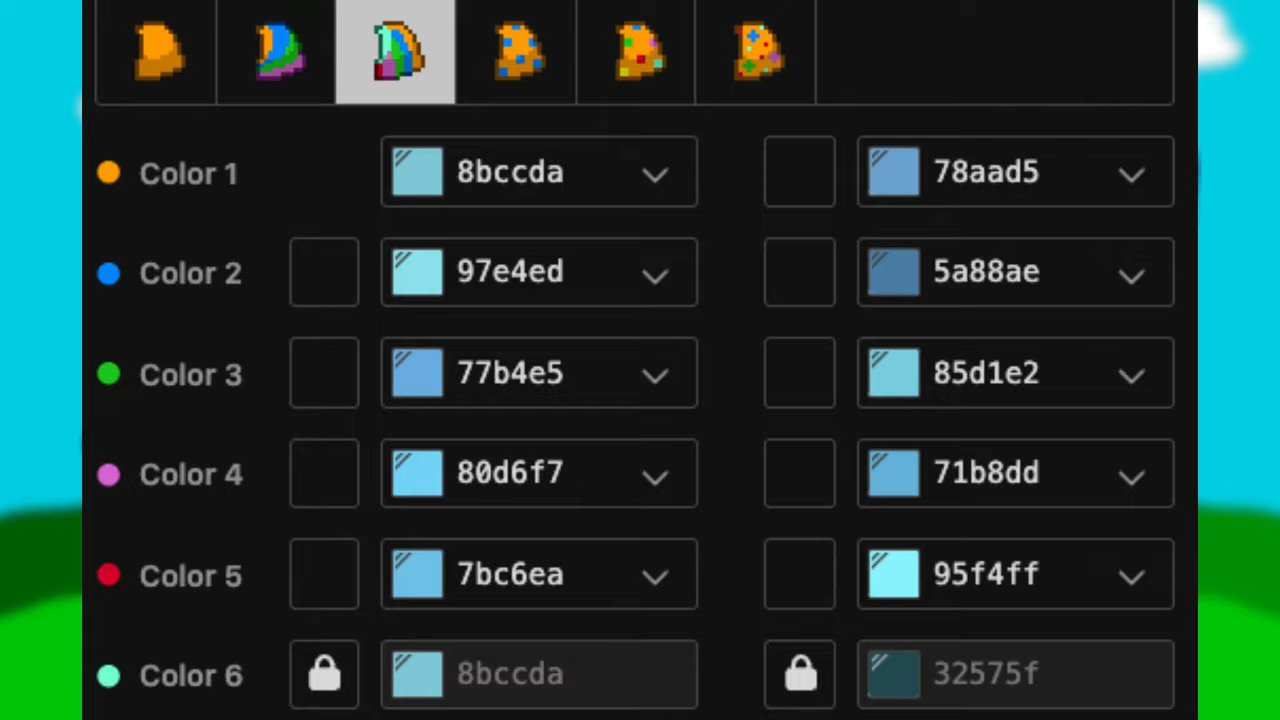 Color 1 8bccda 78aad5
Color 2 97e4ed 5a88ae
Color 3 77b4e5 85d1e2
Color 4 80d6f7 71b8dd
Color 5 7bc6ea 95f4ff
Color 6 8bccda 32575f